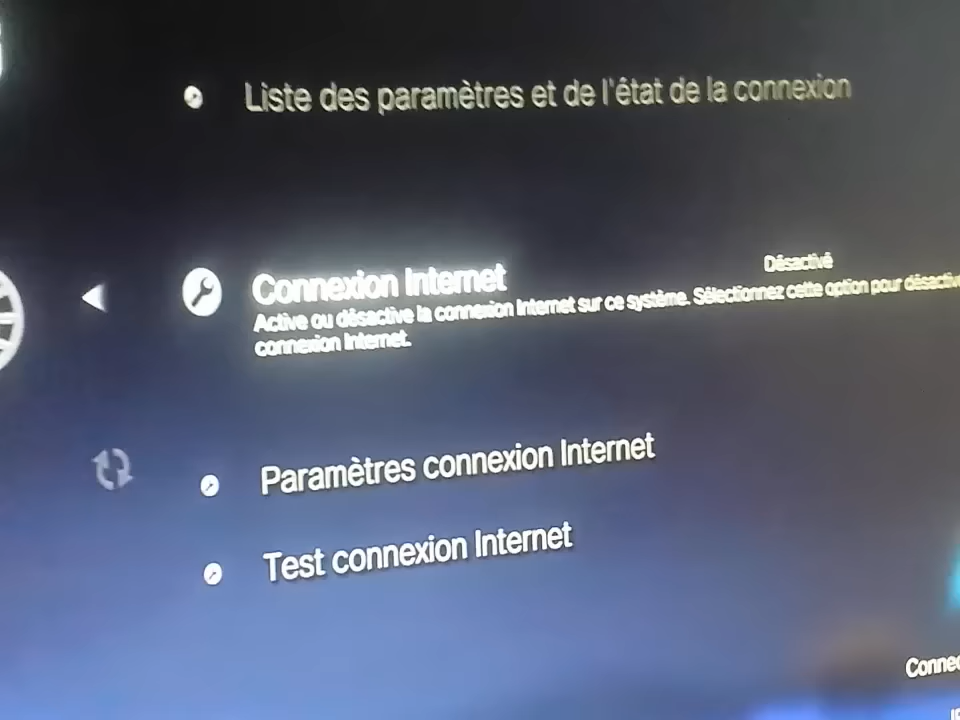 Liste des paramètres et de l'état de la connexion
Connexion Internet
Désactivé
Active ou désactive la connexion Internet sur ce système. Sélectionnez cette option pour
connexion Internet.
Paramètres connexion Internet
Test connexion Internet